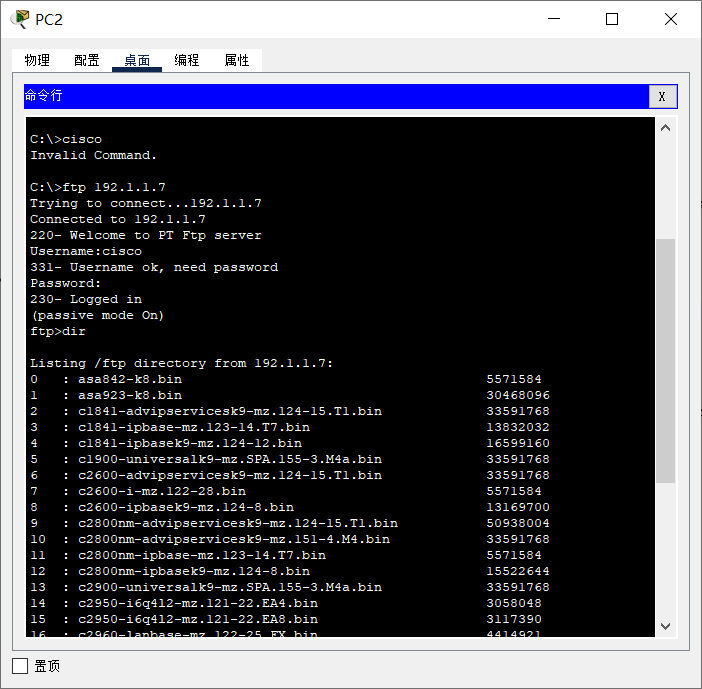 PC2
物理 配置 桌面 编程 属性
命令行 X
C:\>cisco
Invalid Command.
C:\>ftp 192.1.1.7
Trying to connect...192.1.1.7
Connected to 192.1.1.7
220- Welcome to PT Ftp server
Username:cisco
331- Username ok, need password
Password:
230- Logged in
(passive mode On)
ftp>dir
Listing /ftp directory from 192.1.1.7:
0 : asa842-k8.bin 5571584
1 : asa923-k8.bin 30468096
2 : c1841-advipservicesk9-mz.124-15.T1.bin 33591768
3 : c1841-ipbase-mz.123-14.T7.bin 13832032
4 : c1841-ipbasek9-mz.124-12.bin 16599160
5 : c1900-universalk9-mz.SPA.155-3.M4a.bin 33591768
6 : c2600-advipservicesk9-mz.124-15.T1.bin 33591768
7 : c2600-i-mz.122-28.bin 5571584
8 : c2600-ipbasek9-mz.124-8.bin 13169700
9 : c2800nm-advipservicesk9-mz.124-15.T1.bin 50938004
10 : c2800nm-advipservicesk9-mz.151-4.M4.bin 33591768
11 : c2800nm-ipbase-mz.123-14.T7.bin 5571584
12 : c2800nm-ipbasek9-mz.124-8.bin 15522644
13 : c2900-universalk9-mz.SPA.155-3.M4a.bin 33591768
14 : c2950-i6q4l2-mz.121-22.EA4.bin 3058048
15 : c2950-i6q4l2-mz.121-22.EA8.bin 3117390
16 : c2960-lanbase-mz.122-25.FX.bin 4414921
置顶